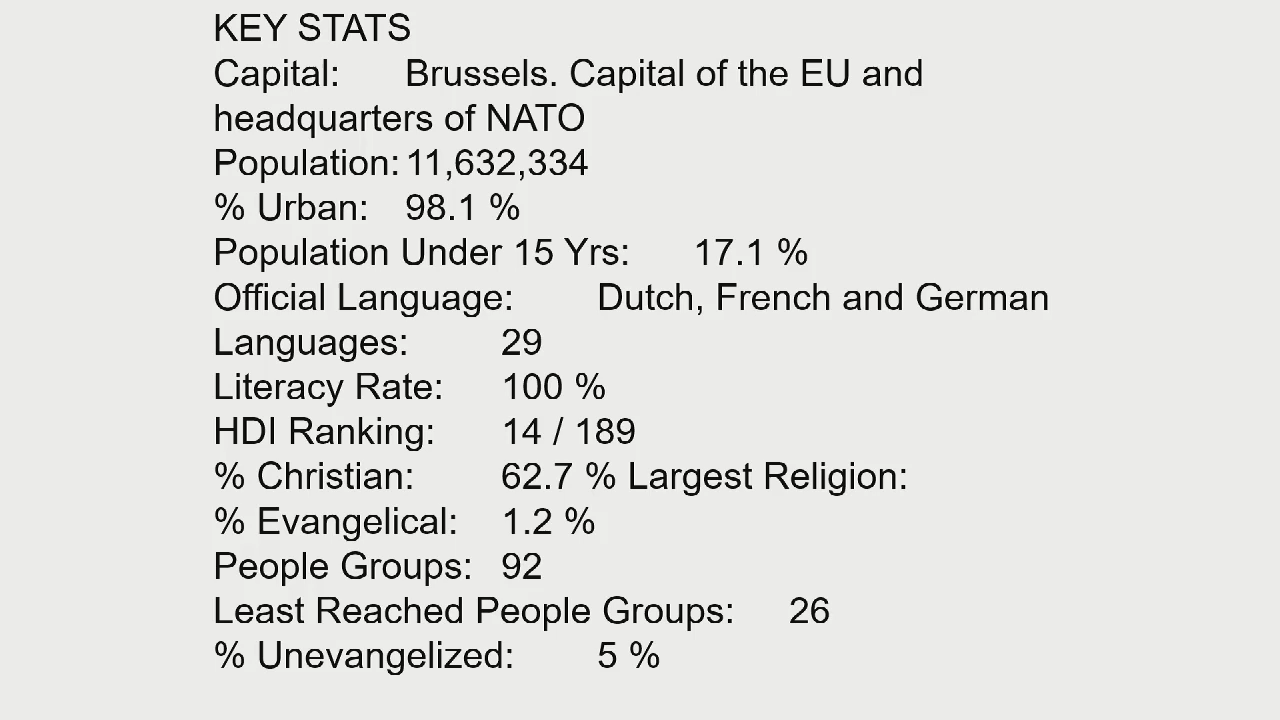 KEY STATS
Capital: Brussels. Capital of the EU and
headquarters of NATO
Population: 11,632,334
% Urban: 98.1 %
Population Under 15 Yrs: 17.1 %
Official Language: Dutch, French and German
Languages: 29
Literacy Rate: 100 %
HDI Ranking: 14 / 189
% Christian: 62.7 % Largest Religion:
% Evangelical: 1.2 %
People Groups: 92
Least Reached People Groups: 26
% Unevangelized: 5 %